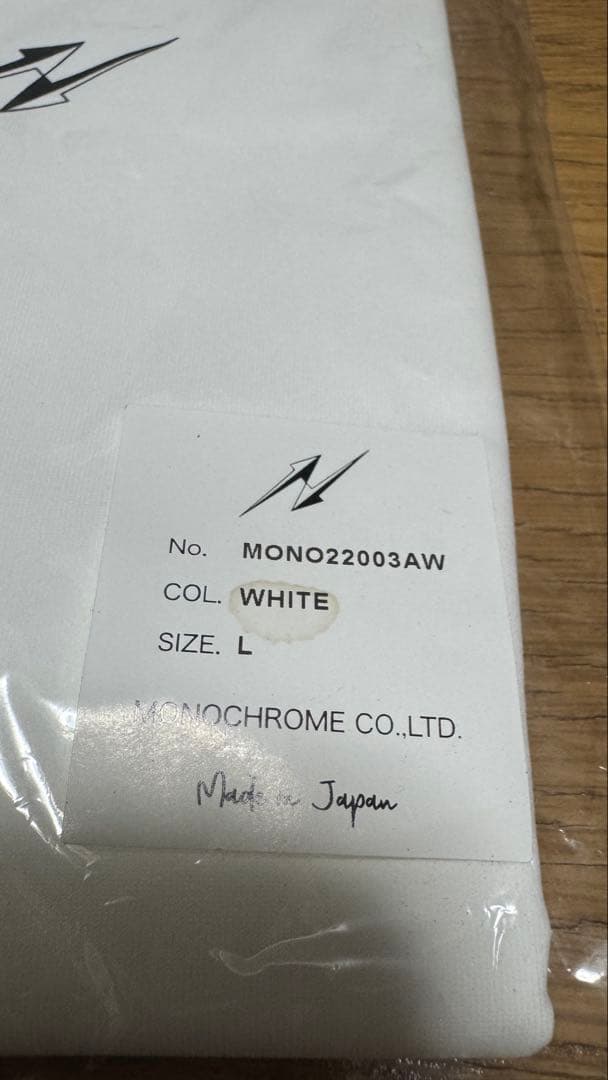 No. MONO22003AW
COL. WHITE
SIZE. L
MONOCHROME CO.,LTD.
Made in Japan